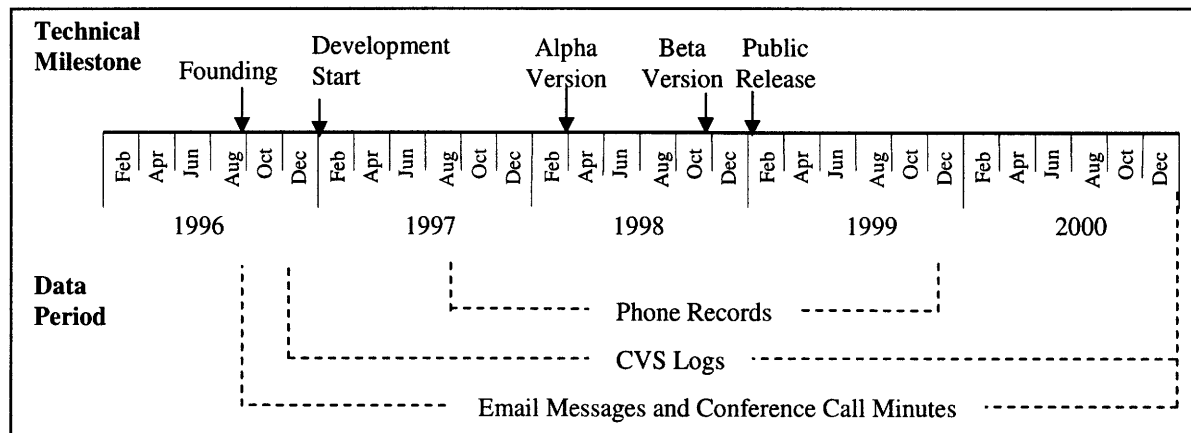 Technical
Milestone
Founding
Development
Start
Alpha
Version
Beta
Version
Public
Release
Feb Apr Jun Aug Oct Dec Feb Apr Jun Aug Oct Dec Feb Apr Jun Aug Oct Dec Feb Apr Jun Aug Oct Dec Feb Apr Jun Aug Oct Dec
1996 1997 1998 1999 2000
Data
Period
Phone Records
CVS Logs
Email Messages and Conference Call Minutes